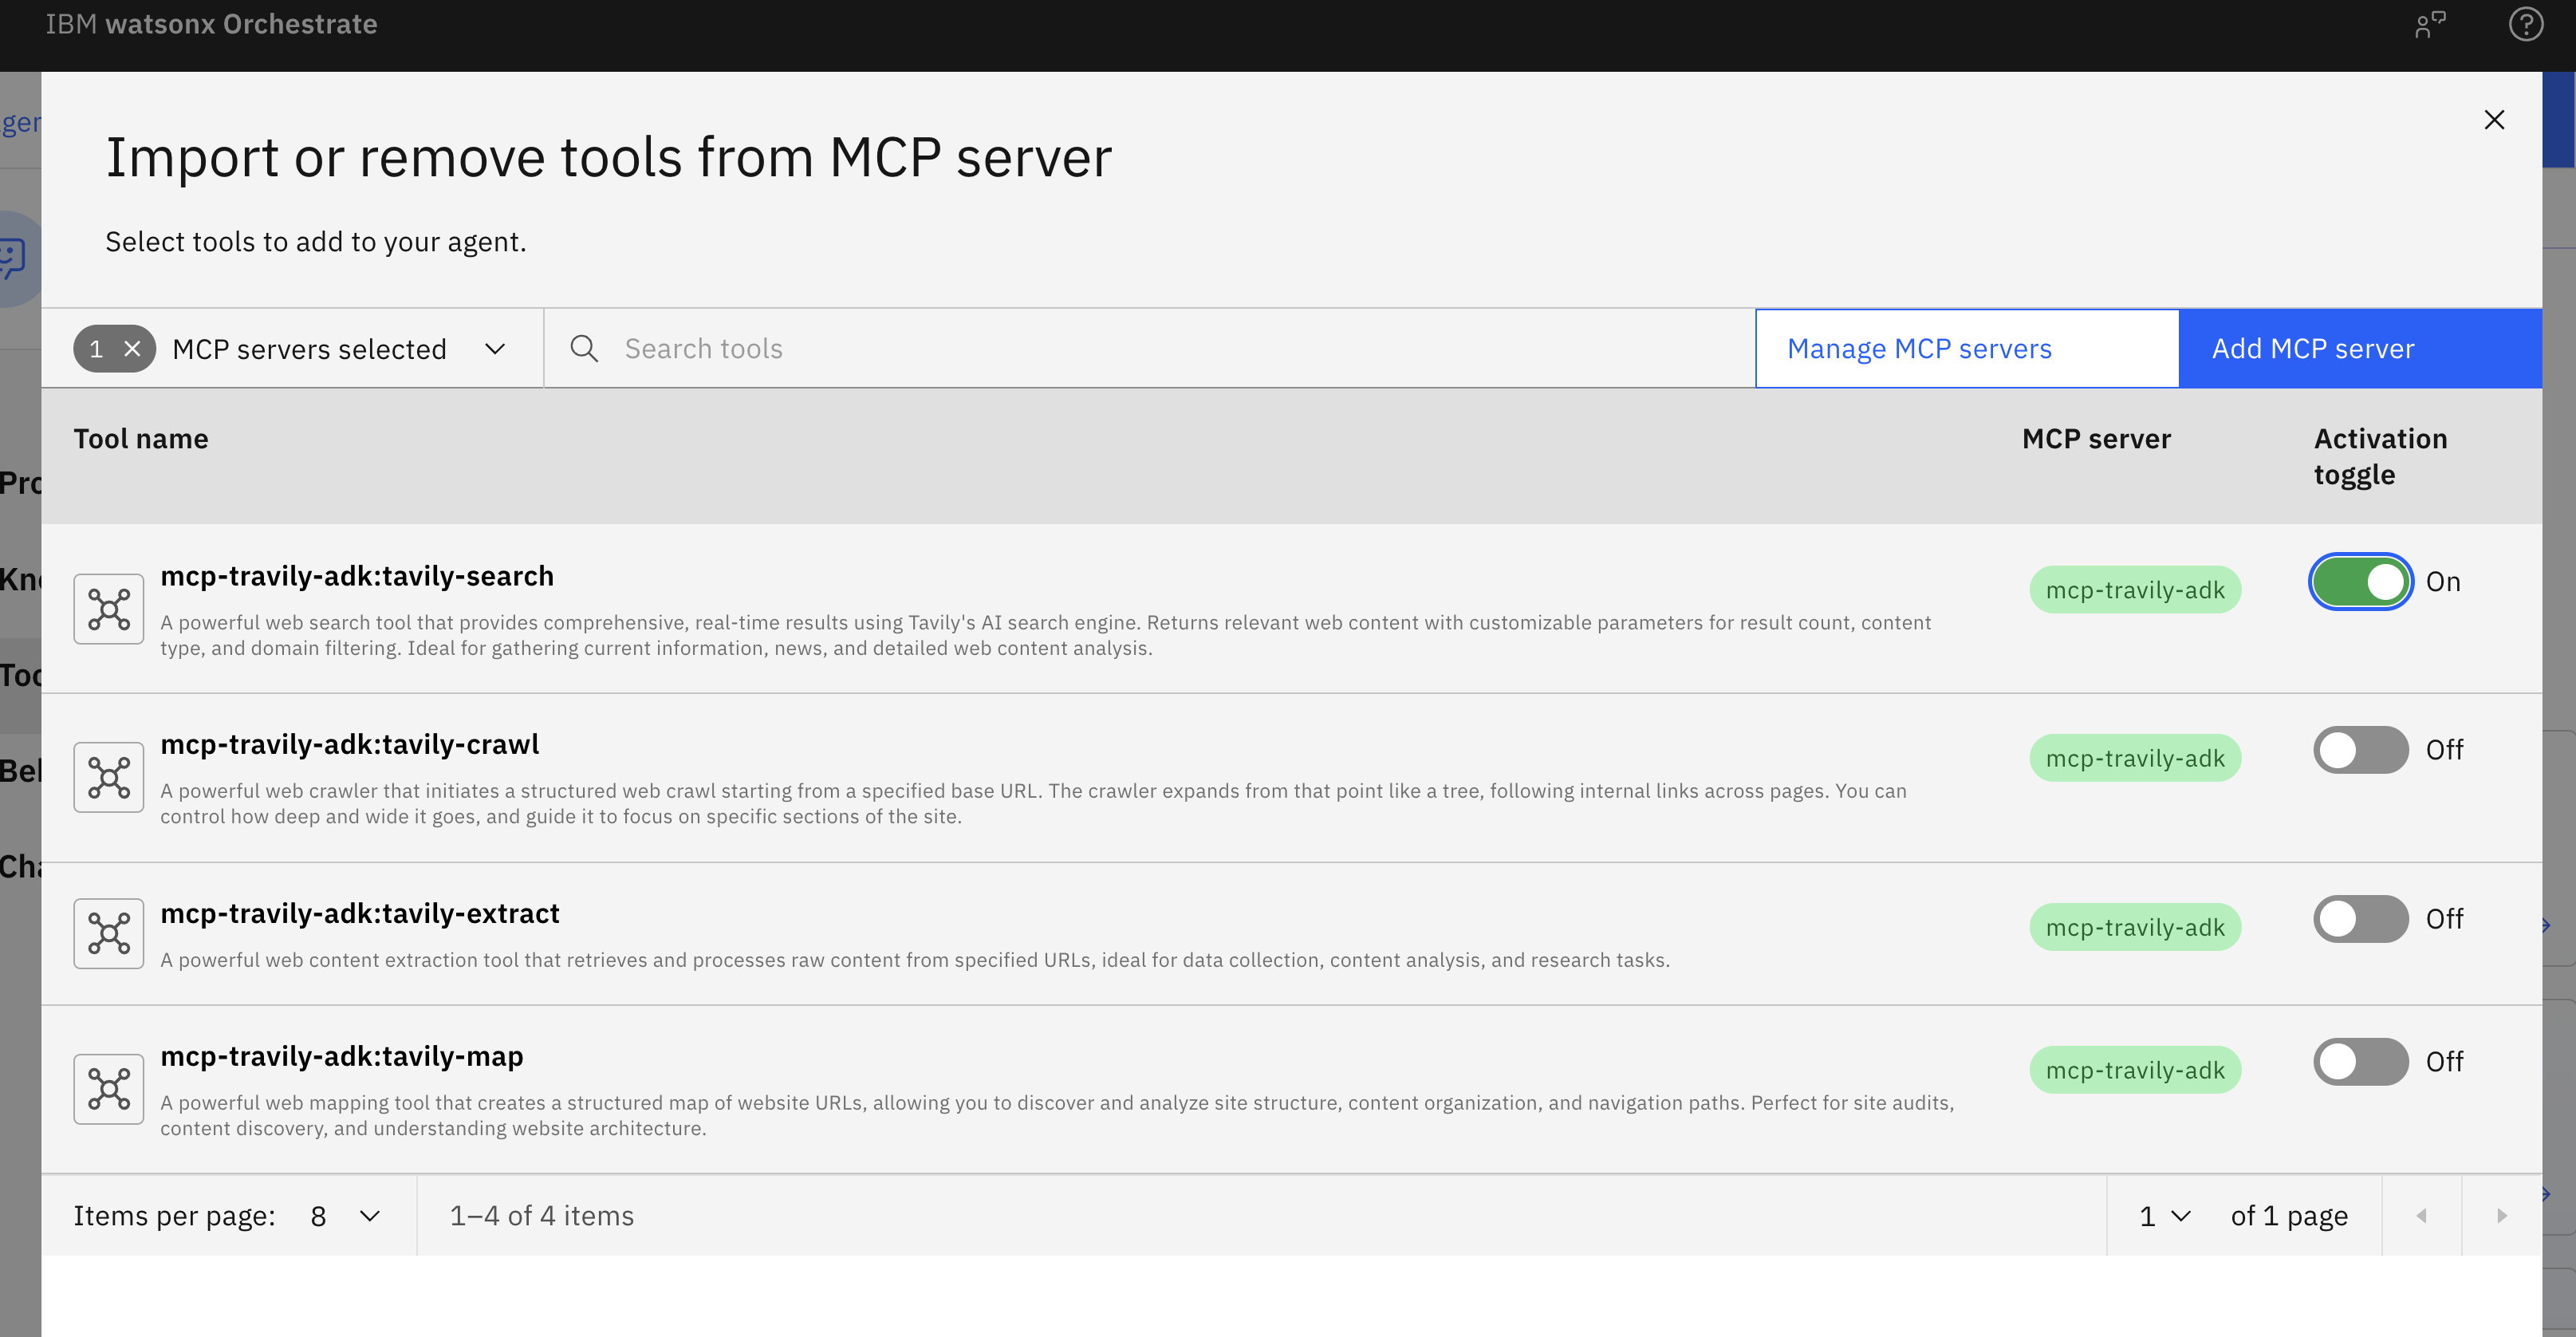 IBM watsonx Orchestrate
Import or remove tools from MCP server
Select tools to add to your agent.
1 MCP servers selected
Search tools
Manage MCP servers
Add MCP server
Tool name
MCP server
Activation
toggle
mcp-travily-adk:tavily-search
A powerful web search tool that provides comprehensive, real-time results using Tavily's AI search engine. Returns relevant web content with customizable parameters for result count, content
type, and domain filtering. Ideal for gathering current information, news, and detailed web content analysis.
mcp-travily-adk
On
mcp-travily-adk:tavily-crawl
A powerful web crawler that initiates a structured web crawl starting from a specified base URL. The crawler expands from that point like a tree, following internal links across pages. You can
control how deep and wide it goes, and guide it to focus on specific sections of the site.
mcp-travily-adk
Off
mcp-travily-adk:tavily-extract
A powerful web content extraction tool that retrieves and processes raw content from specified URLs, ideal for data collection, content analysis, and research tasks.
mcp-travily-adk
Off
mcp-travily-adk:tavily-map
A powerful web mapping tool that creates a structured map of website URLs, allowing you to discover and analyze site structure, content organization, and navigation paths. Perfect for site audits,
content discovery, and understanding website architecture.
mcp-travily-adk
Off
Items per page: 8
1–4 of 4 items
1 of 1 page